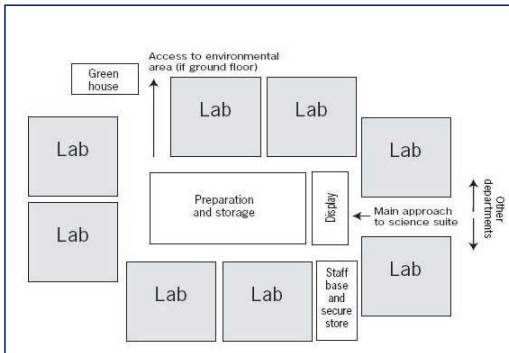 Access to environmental
area (if ground floor)
Green
house
Lab
Lab
Lab
Lab
Preparation
and storage
Display
Main approach
to science suite
Other
departments
Lab
Lab
Lab
Staff
base
and
secure
store
Lab